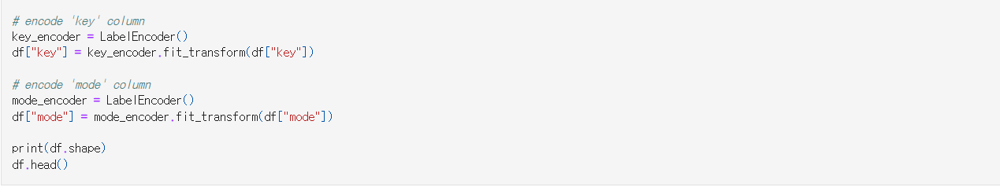 # encode 'key' column
key_encoder = LabelEncoder()
df["key"] = key_encoder.fit_transform(df["key"])
# encode 'mode' column
mode_encoder = LabelEncoder()
df["mode"] = mode_encoder.fit_transform(df["mode"])
print(df.shape)
df.head()